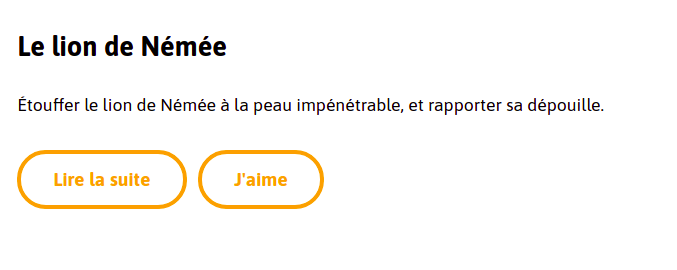 Le lion de Némée
Étouffer le lion de Némée à la peau impénétrable, et rapporter sa dépouille.
Lire la suite
J'aime